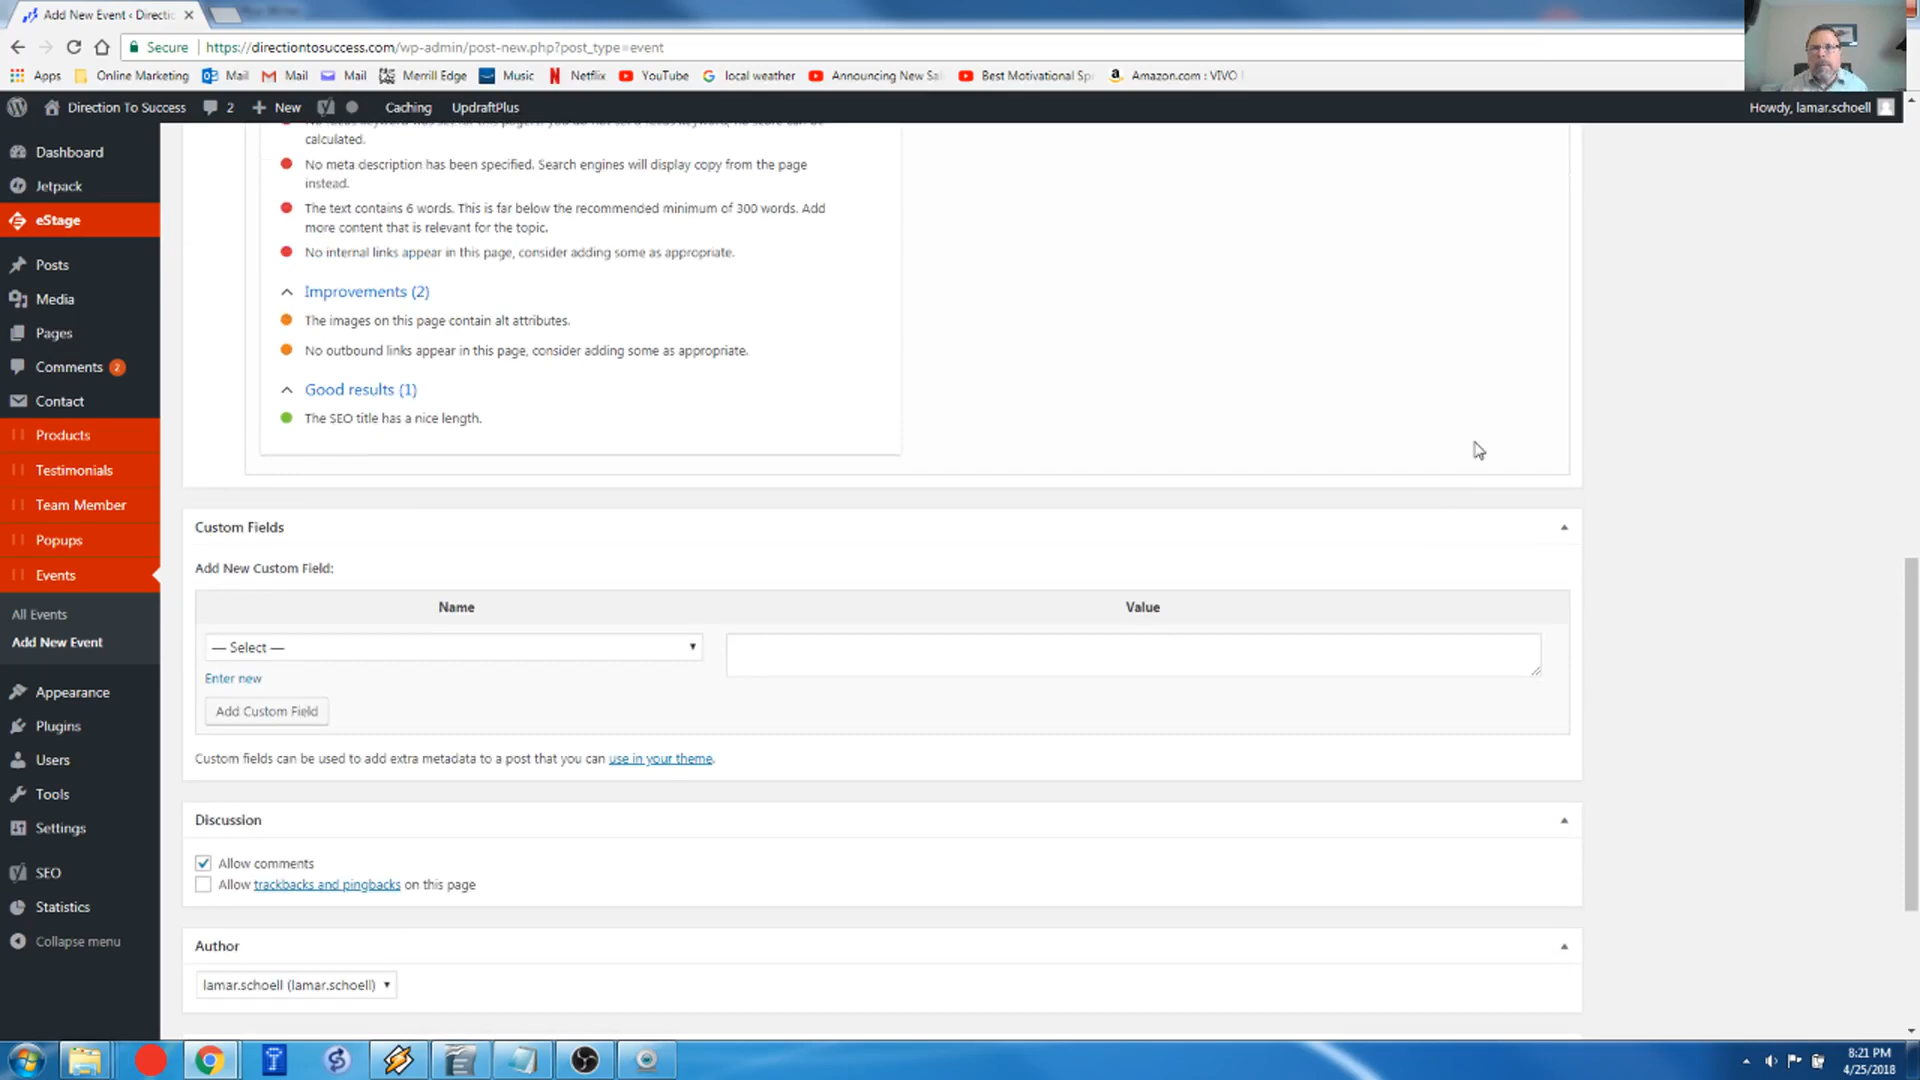 Add New Event ‹ Directi
Secure | https://directiontosuccess.com/wp-admin/post-new.php?post_type=event
Apps Online Marketing Mail Mail Mail Merrill Edge Music Netflix YouTube local weather Announcing New Sal Best Motivational Spe Amazon.com : VIVO
Direction To Success 2 New Caching UpdraftPlus Howdy, lamar.schoell
Dashboard
Jetpack
eStage
Posts
Media
Pages
Comments 2
Contact
Products
Testimonials
Team Member
Popups
Events
All Events
Add New Event
Appearance
Plugins
Users
Tools
Settings
SEO
Statistics
Collapse menu
calculated.
No meta description has been specified. Search engines will display copy from the page
instead.
The text contains 6 words. This is far below the recommended minimum of 300 words. Add
more content that is relevant for the topic.
No internal links appear in this page, consider adding some as appropriate.
Improvements (2)
The images on this page contain alt attributes.
No outbound links appear in this page, consider adding some as appropriate.
Good results (1)
The SEO title has a nice length.
Custom Fields
Add New Custom Field:
Name Value
— Select —
Enter new
Add Custom Field
Custom fields can be used to add extra metadata to a post that you can use in your theme.
Discussion
Allow comments
Allow trackbacks and pingbacks on this page
Author
lamar.schoell (lamar.schoell)
8:21 PM
4/25/2018